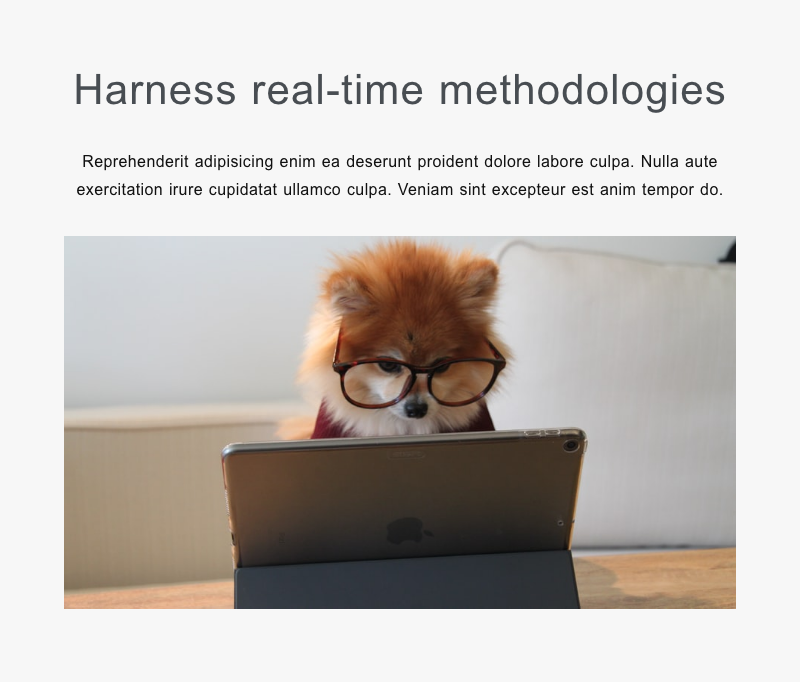 Harness real-time methodologies
Reprehenderit adipisicing enim ea deserunt proident dolore labore culpa. Nulla aute
exercitation irure cupidatat ullamco culpa. Veniam sint excepteur est anim tempor do.